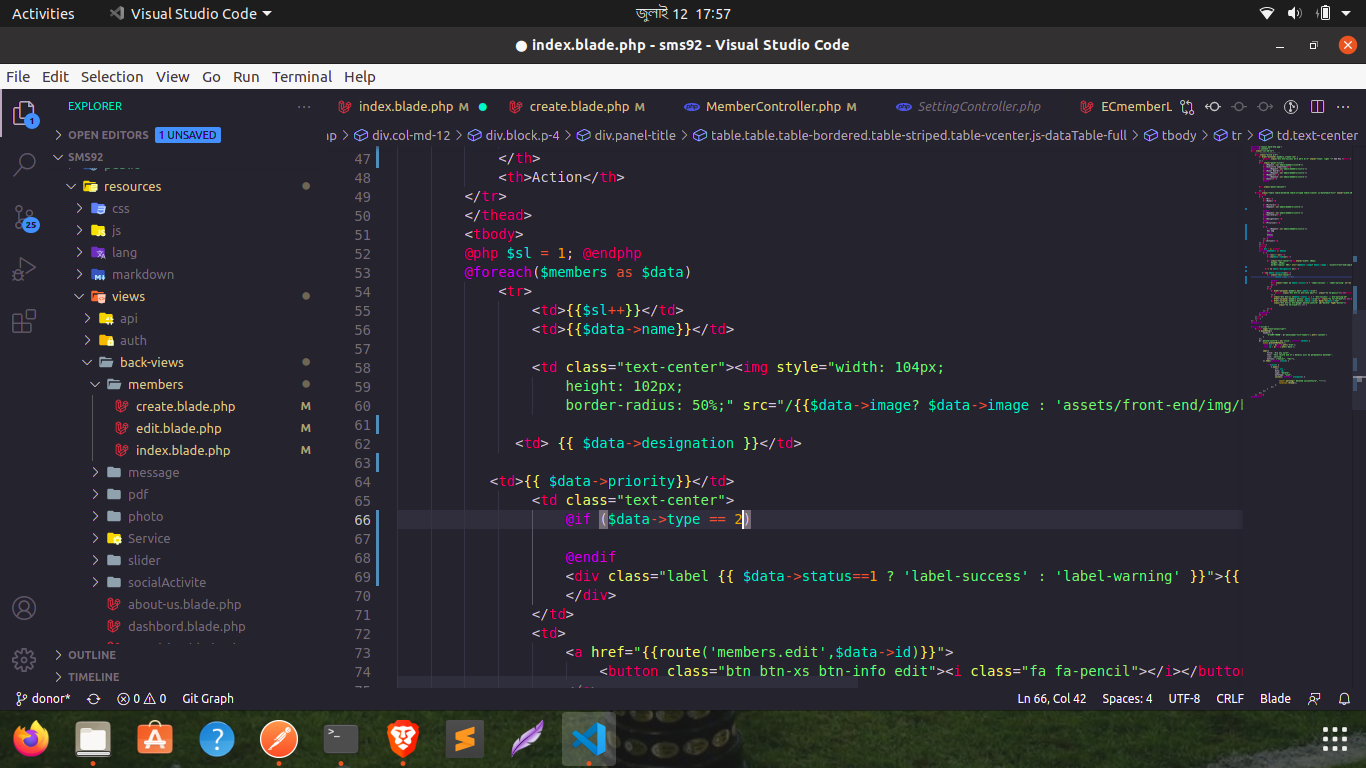 Activities Visual Studio Code জুলাই 12 17:57
index.blade.php - sms92 - Visual Studio Code
File Edit Selection View Go Run Terminal Help
EXPLORER
OPEN EDITORS 1 UNSAVED
SMS92
resources
css
js
lang
markdown
views
api
auth
back-views
members
create.blade.php M
edit.blade.php M
index.blade.php M
message
pdf
photo
Service
slider
socialActivite
about-us.blade.php
dashbord.blade.php
OUTLINE
TIMELINE
1
25
index.blade.php M create.blade.php M MemberController.php M SettingController.php ECmemberL
div.col-md-12 > div.block.p-4 > div.panel-title > table.table.table-bordered.table-striped.table-vcenter.js-dataTable-full > tbody > tr > td.text-center
47 </th>
48 <th>Action</th>
49 </tr>
50 </thead>
51 <tbody>
52 @php $sl = 1; @endphp
53 @foreach($members as $data)
54 <tr>
55 <td>{{$sl++}}</td>
56 <td>{{$data->name}}</td>
57
58 <td class="text-center"><img style="width: 104px;
59 height: 102px;
60 border-radius: 50%;" src="/{{$data->image? $data->image : 'assets/front-end/img/
61
62 <td> {{ $data->designation }}</td>
63
64 <td>{{ $data->priority}}</td>
65 <td class="text-center">
66 @if ($data->type == 2)
67
68 @endif
69 <div class="label {{ $data->status==1 ? 'label-success' : 'label-warning' }}">{{
70 </div>
71 </td>
72 <td>
73 <a href="{{route('members.edit',$data->id)}}">
74 <button class="btn btn-xs btn-info edit"><i class="fa fa-pencil"></i></button
donor* 0 0 Git Graph Ln 66, Col 42 Spaces: 4 UTF-8 CRLF Blade